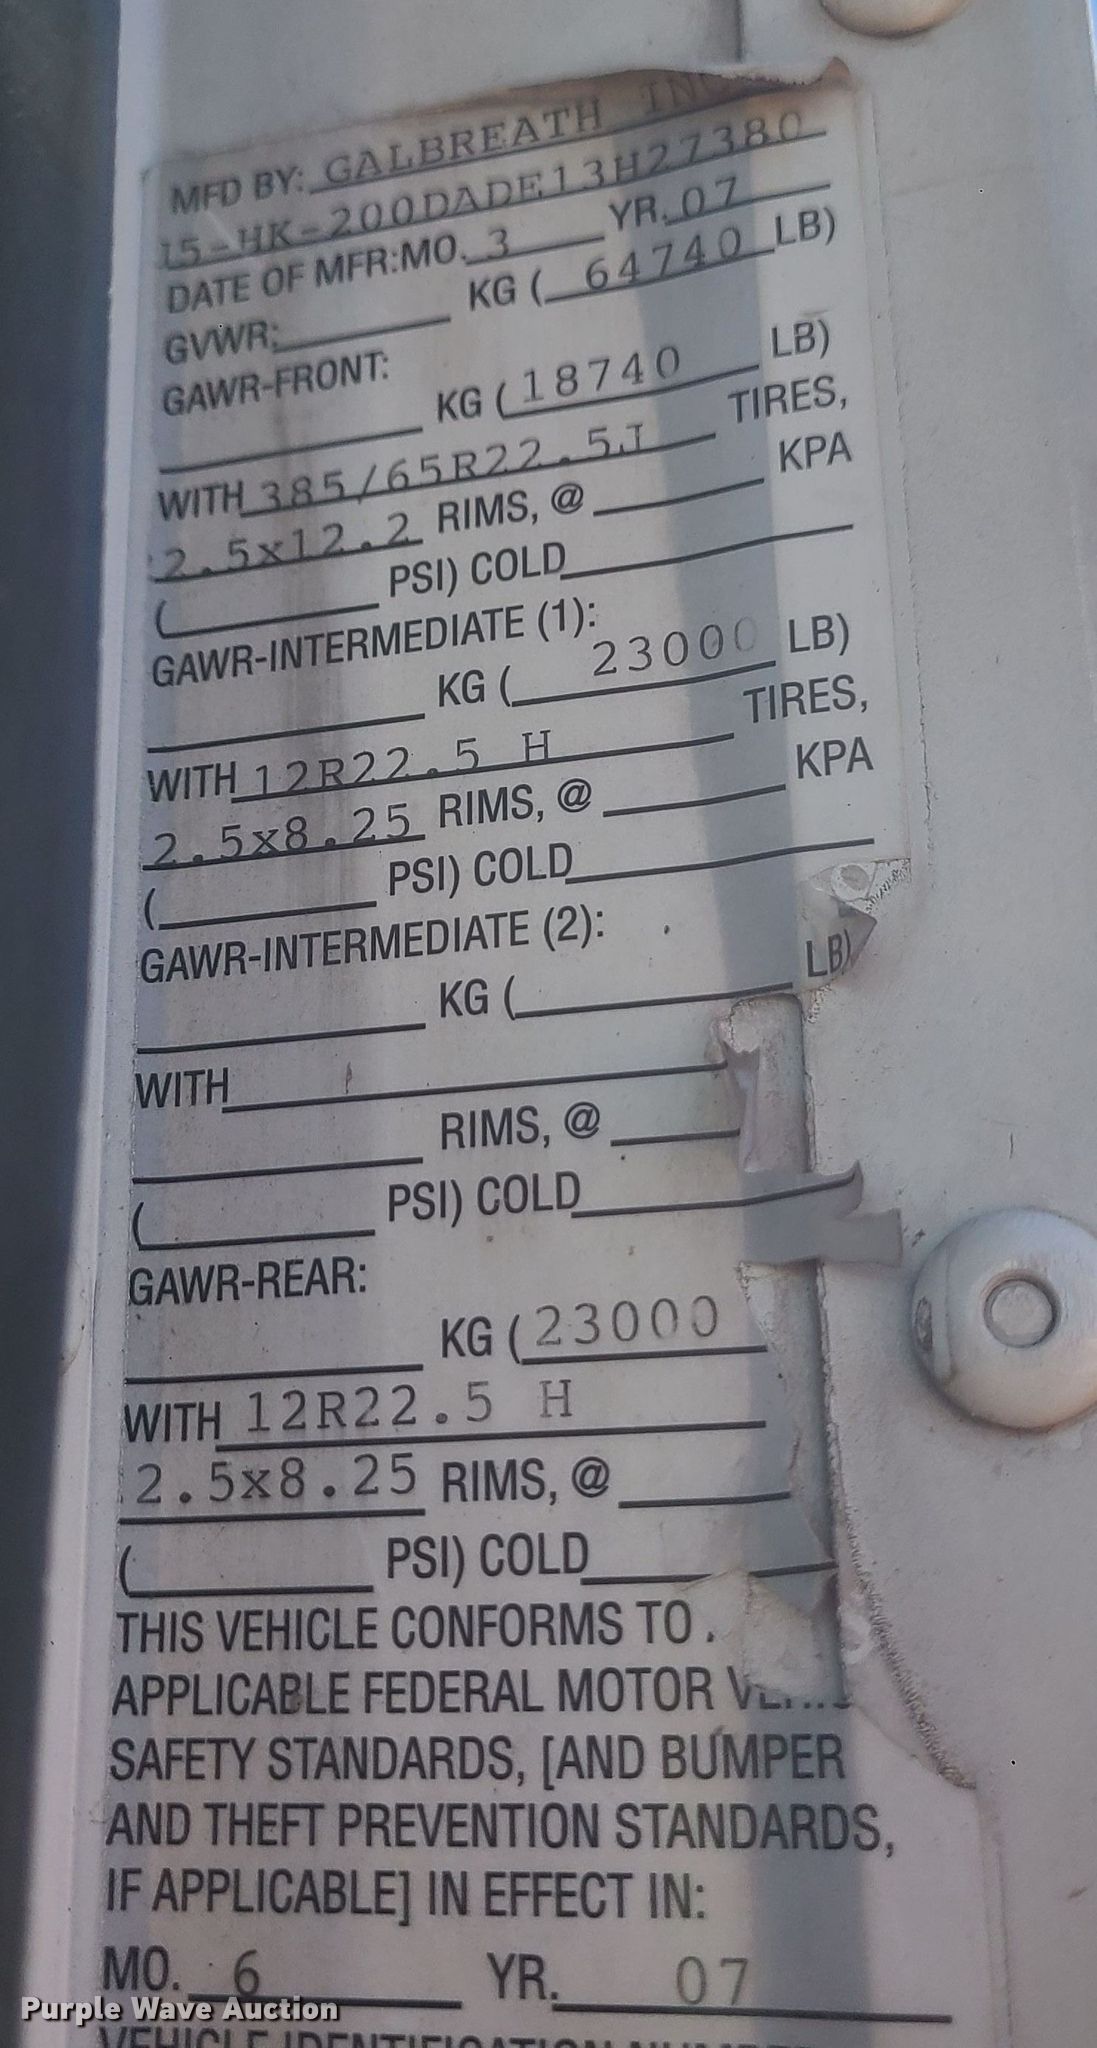 MFD BY: GALBREATH INC
15-HK-200DADE13H27380
DATE OF MFR:MO. 3 YR. 07
GVWR: KG ( 64740 LB)
GAWR-FRONT:
KG ( 18740 LB)
WITH 385/65R22.5J TIRES,
2.5x12.2 RIMS, @ KPA
( PSI) COLD
GAWR-INTERMEDIATE (1):
KG ( 23000 LB)
WITH 12R22.5 H TIRES,
2.5x8.25 RIMS, @ KPA
( PSI) COLD
GAWR-INTERMEDIATE (2):
KG ( LB)
WITH
RIMS, @
( PSI) COLD
GAWR-REAR:
KG ( 23000
WITH 12R22.5 H
2.5x8.25 RIMS, @
( PSI) COLD
THIS VEHICLE CONFORMS TO
APPLICABLE FEDERAL MOTOR
SAFETY STANDARDS, [AND BUMPER
AND THEFT PREVENTION STANDARDS,
IF APPLICABLE] IN EFFECT IN:
MO. 6 YR. 07
Purple Wave Auction
VEHICLE IDENTIFICATION NUMBER